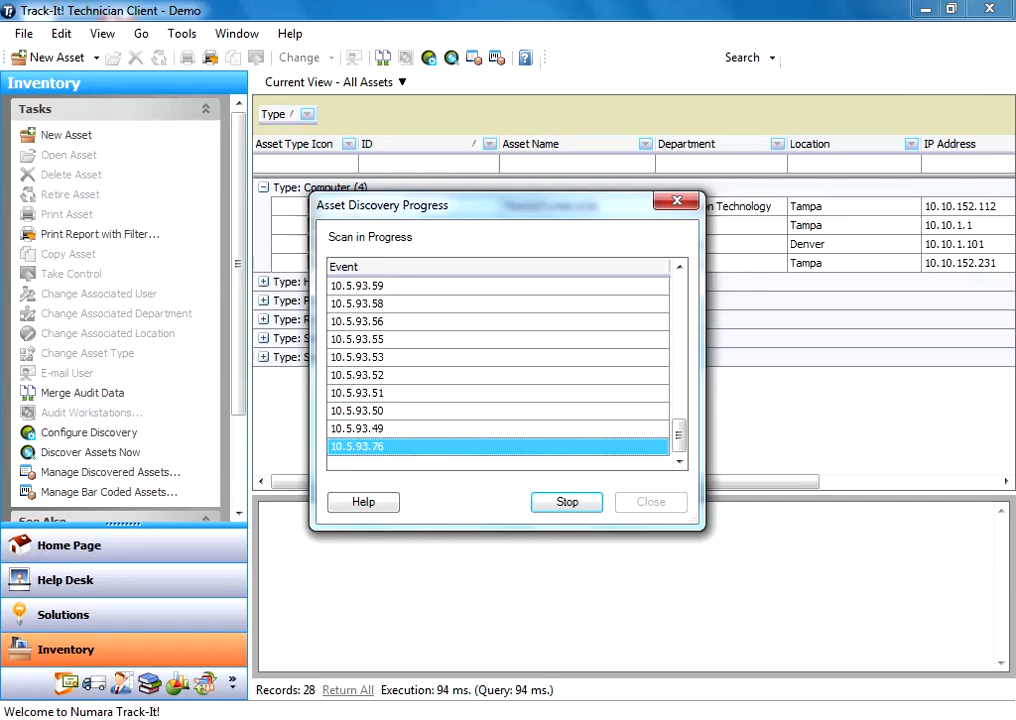 Track-It! Technician Client - Demo
File Edit View Go Tools Window Help
New Asset Change Search
Inventory
Current View - All Assets ▼
Tasks
New Asset
Open Asset
Delete Asset
Retire Asset
Print Asset
Print Report with Filter...
Copy Asset
Take Control
Change Associated User
Change Associated Department
Change Associated Location
Change Asset Type
E-mail User
Merge Audit Data
Audit Workstations...
Configure Discovery
Discover Assets Now
Manage Discovered Assets...
Manage Bar Coded Assets...
See Also
Home Page
Help Desk
Solutions
Inventory
Type /
Asset Type Icon ID / Asset Name Department Location IP Address
Type: Computer (4)
n Technology Tampa 10.10.152.112
Tampa 10.10.1.1
Denver 10.10.1.101
Tampa 10.10.152.231
Type: H
Type: P
Type: R
Type: S
Type: S
Asset Discovery Progress
Scan in Progress
Event
10.5.93.59
10.5.93.58
10.5.93.56
10.5.93.55
10.5.93.53
10.5.93.52
10.5.93.51
10.5.93.50
10.5.93.49
10.5.93.76
Help Stop Close
Records: 28 Return All Execution: 94 ms. (Query: 94 ms.)
Welcome to Numara Track-It!